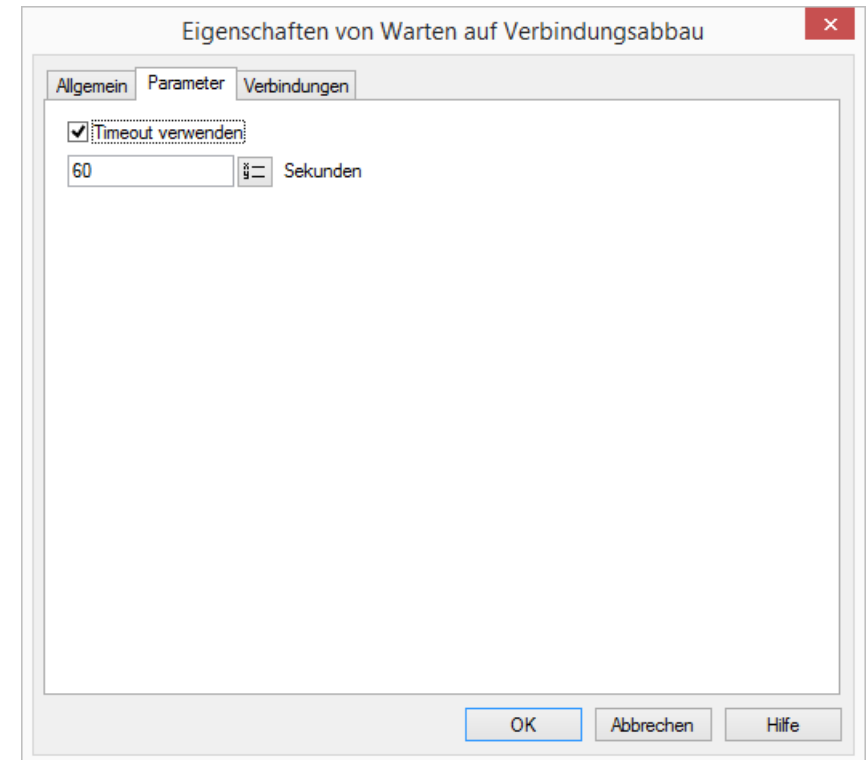 Eigenschaften von Warten auf Verbindungsabbau
Allgemein Parameter Verbindungen
Timeout verwenden
60 Sekunden
OK Abbrechen Hilfe